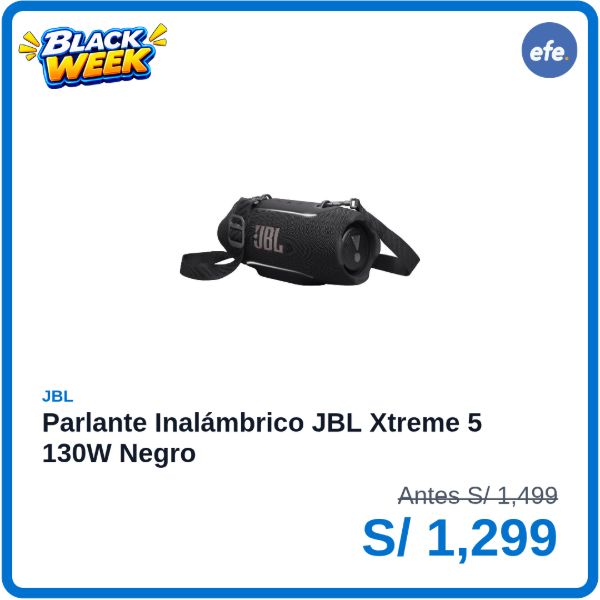 BLACK
WEEK
efe.
JBL
JBL
Parlante Inalámbrico JBL Xtreme 5
130W Negro
Antes S/ 1,499
S/ 1,299